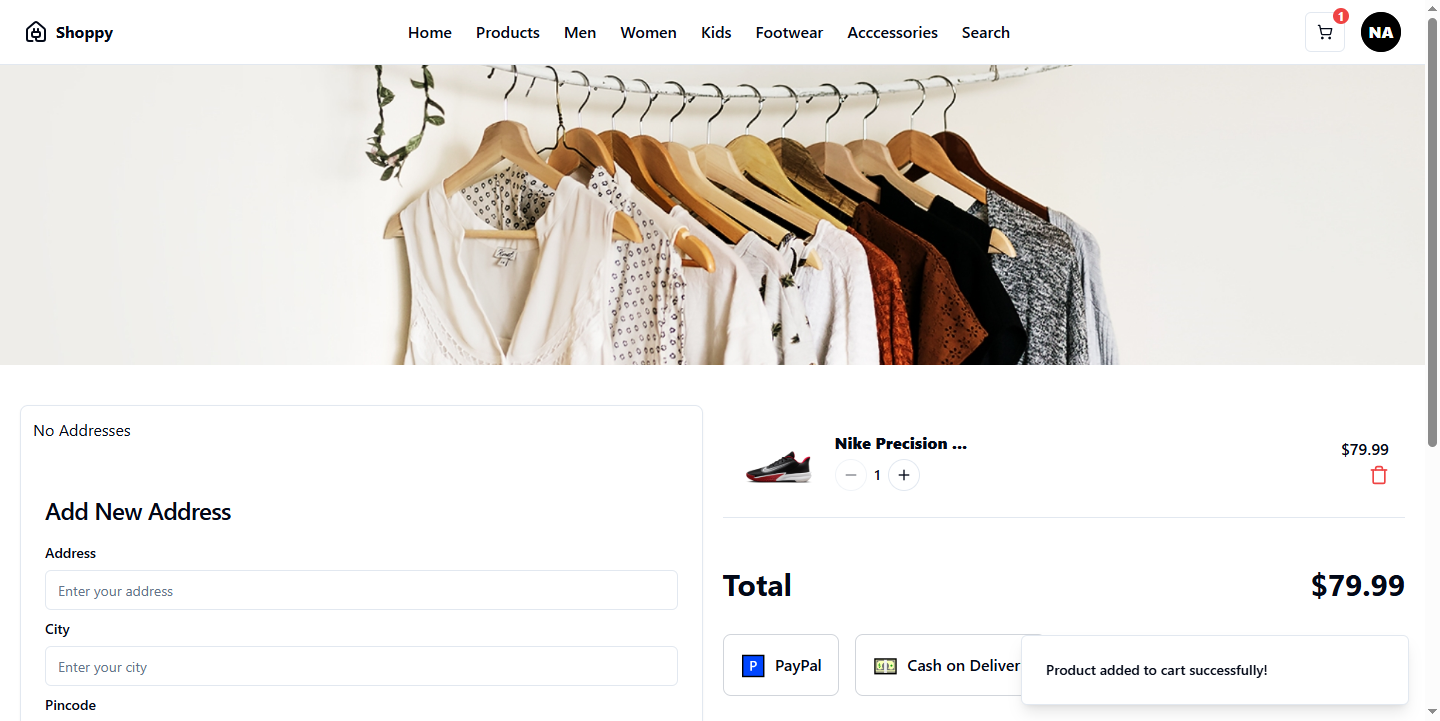 Shoppy
Home Products Men Women Kids Footwear Acccessories Search
1
NA
No Addresses
Add New Address
Address
Enter your address
City
Enter your city
Pincode
Nike Precision ...
1
$79.99
Total
$79.99
P PayPal
Cash on Deliver
Product added to cart successfully!